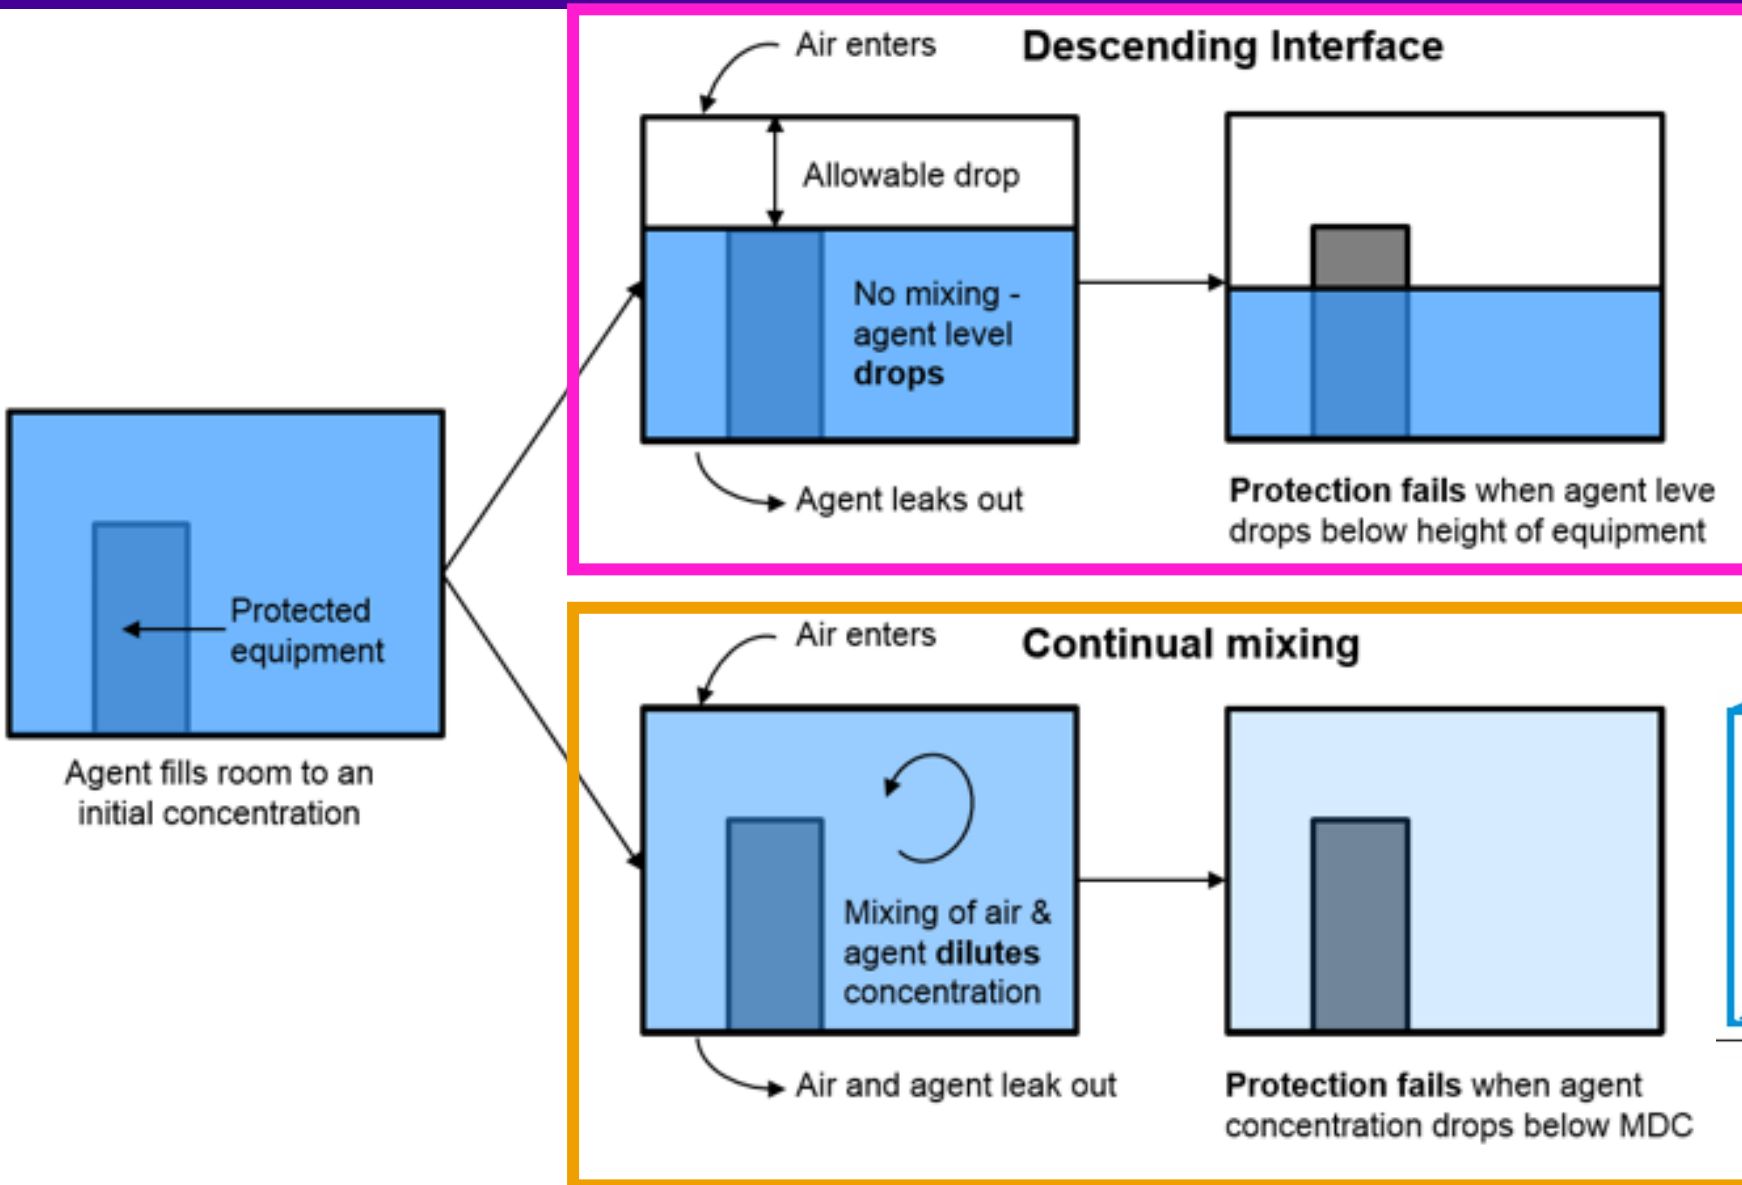 Air enters
Descending Interface
Allowable drop
No mixing -
agent level
drops
Agent leaks out
Protection fails when agent leve
drops below height of equipment
Protected
equipment
Agent fills room to an
initial concentration
Air enters
Continual mixing
Mixing of air &
agent dilutes
concentration
Air and agent leak out
Protection fails when agent
concentration drops below MDC